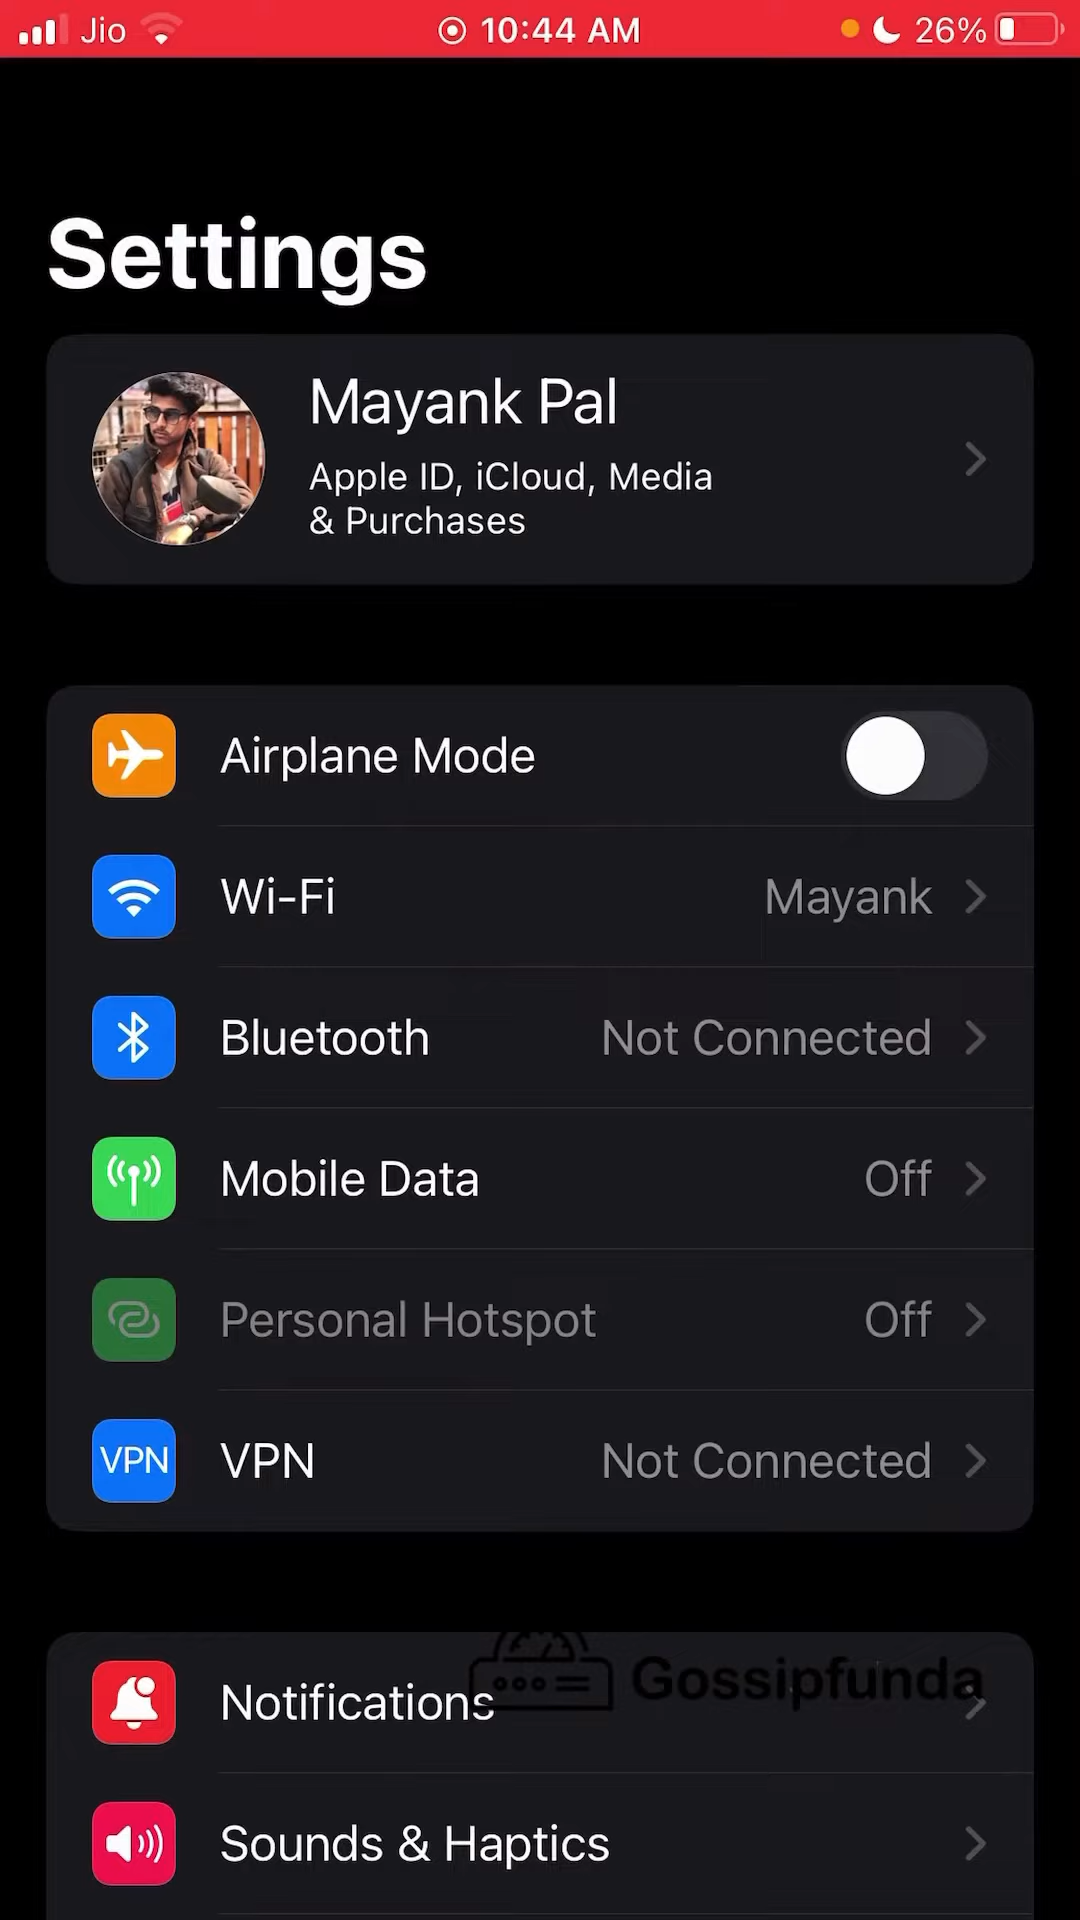 Jio 10:44 AM 26%
Settings
Mayank Pal
Apple ID, iCloud, Media
& Purchases
Airplane Mode
Wi-Fi Mayank
Bluetooth Not Connected
Mobile Data Off
Personal Hotspot Off
VPN VPN Not Connected
Gossipfunda
Notifications
Sounds & Haptics